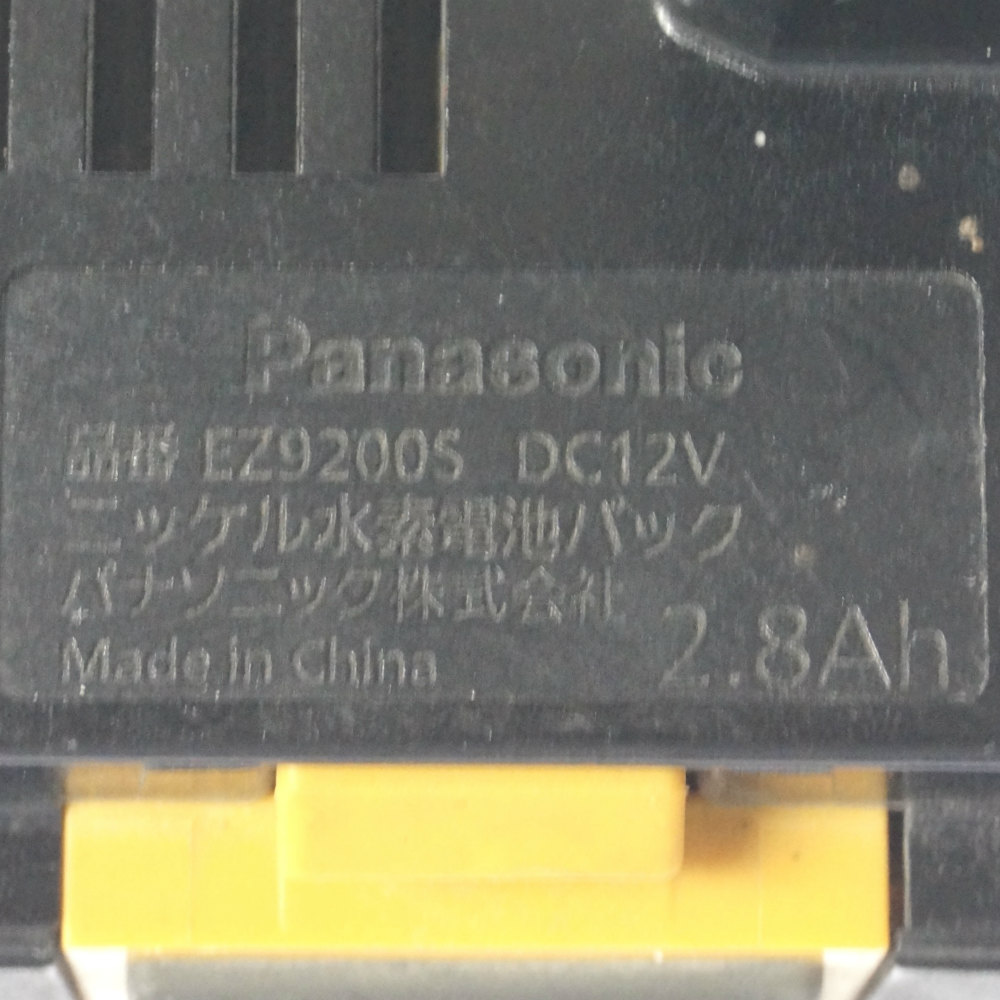 Panasonic
品番 EZ9200S DC12V
ニッケル水素電池パック
パナソニック株式会社
Made in China 2.8Ah